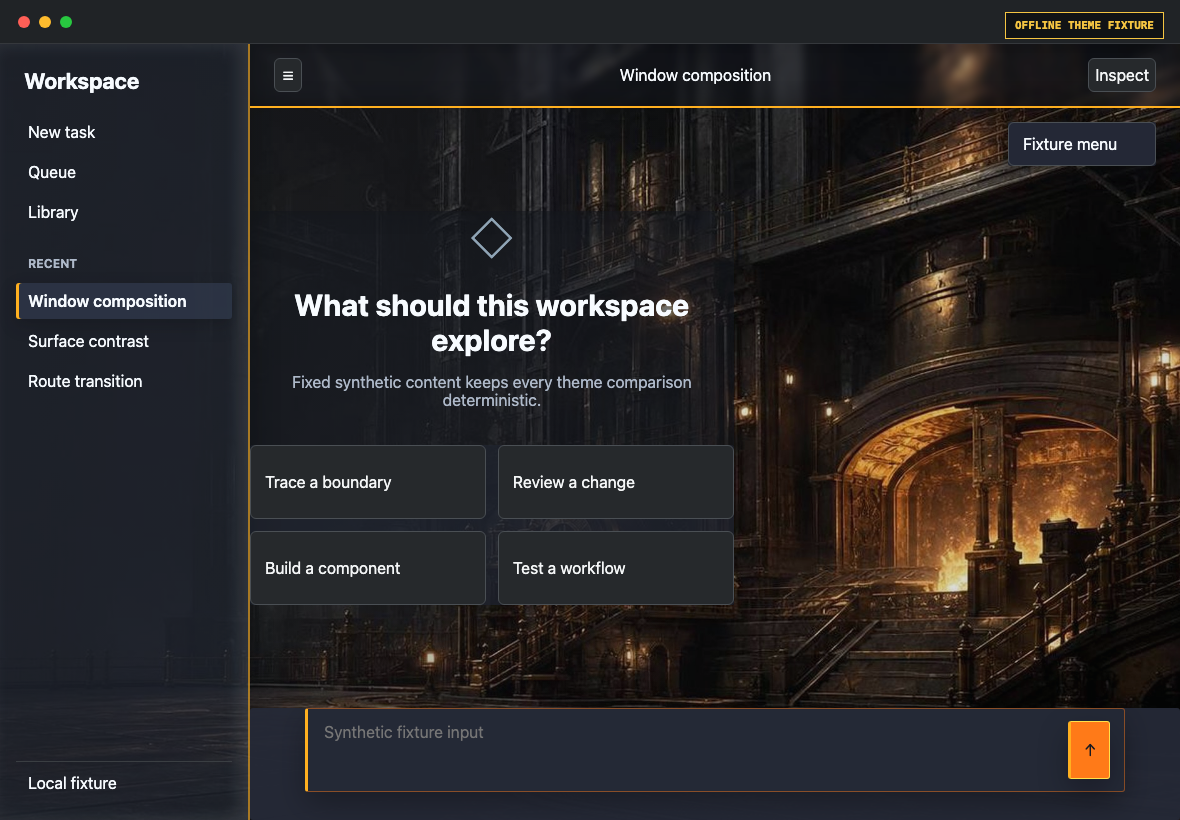 OFFLINE THEME FIXTURE
Workspace
New task
Queue
Library
RECENT
Window composition
Surface contrast
Route transition
Local fixture
Window composition
Inspect
Fixture menu
What should this workspace
explore?
Fixed synthetic content keeps every theme comparison
deterministic.
Trace a boundary
Review a change
Build a component
Test a workflow
Synthetic fixture input